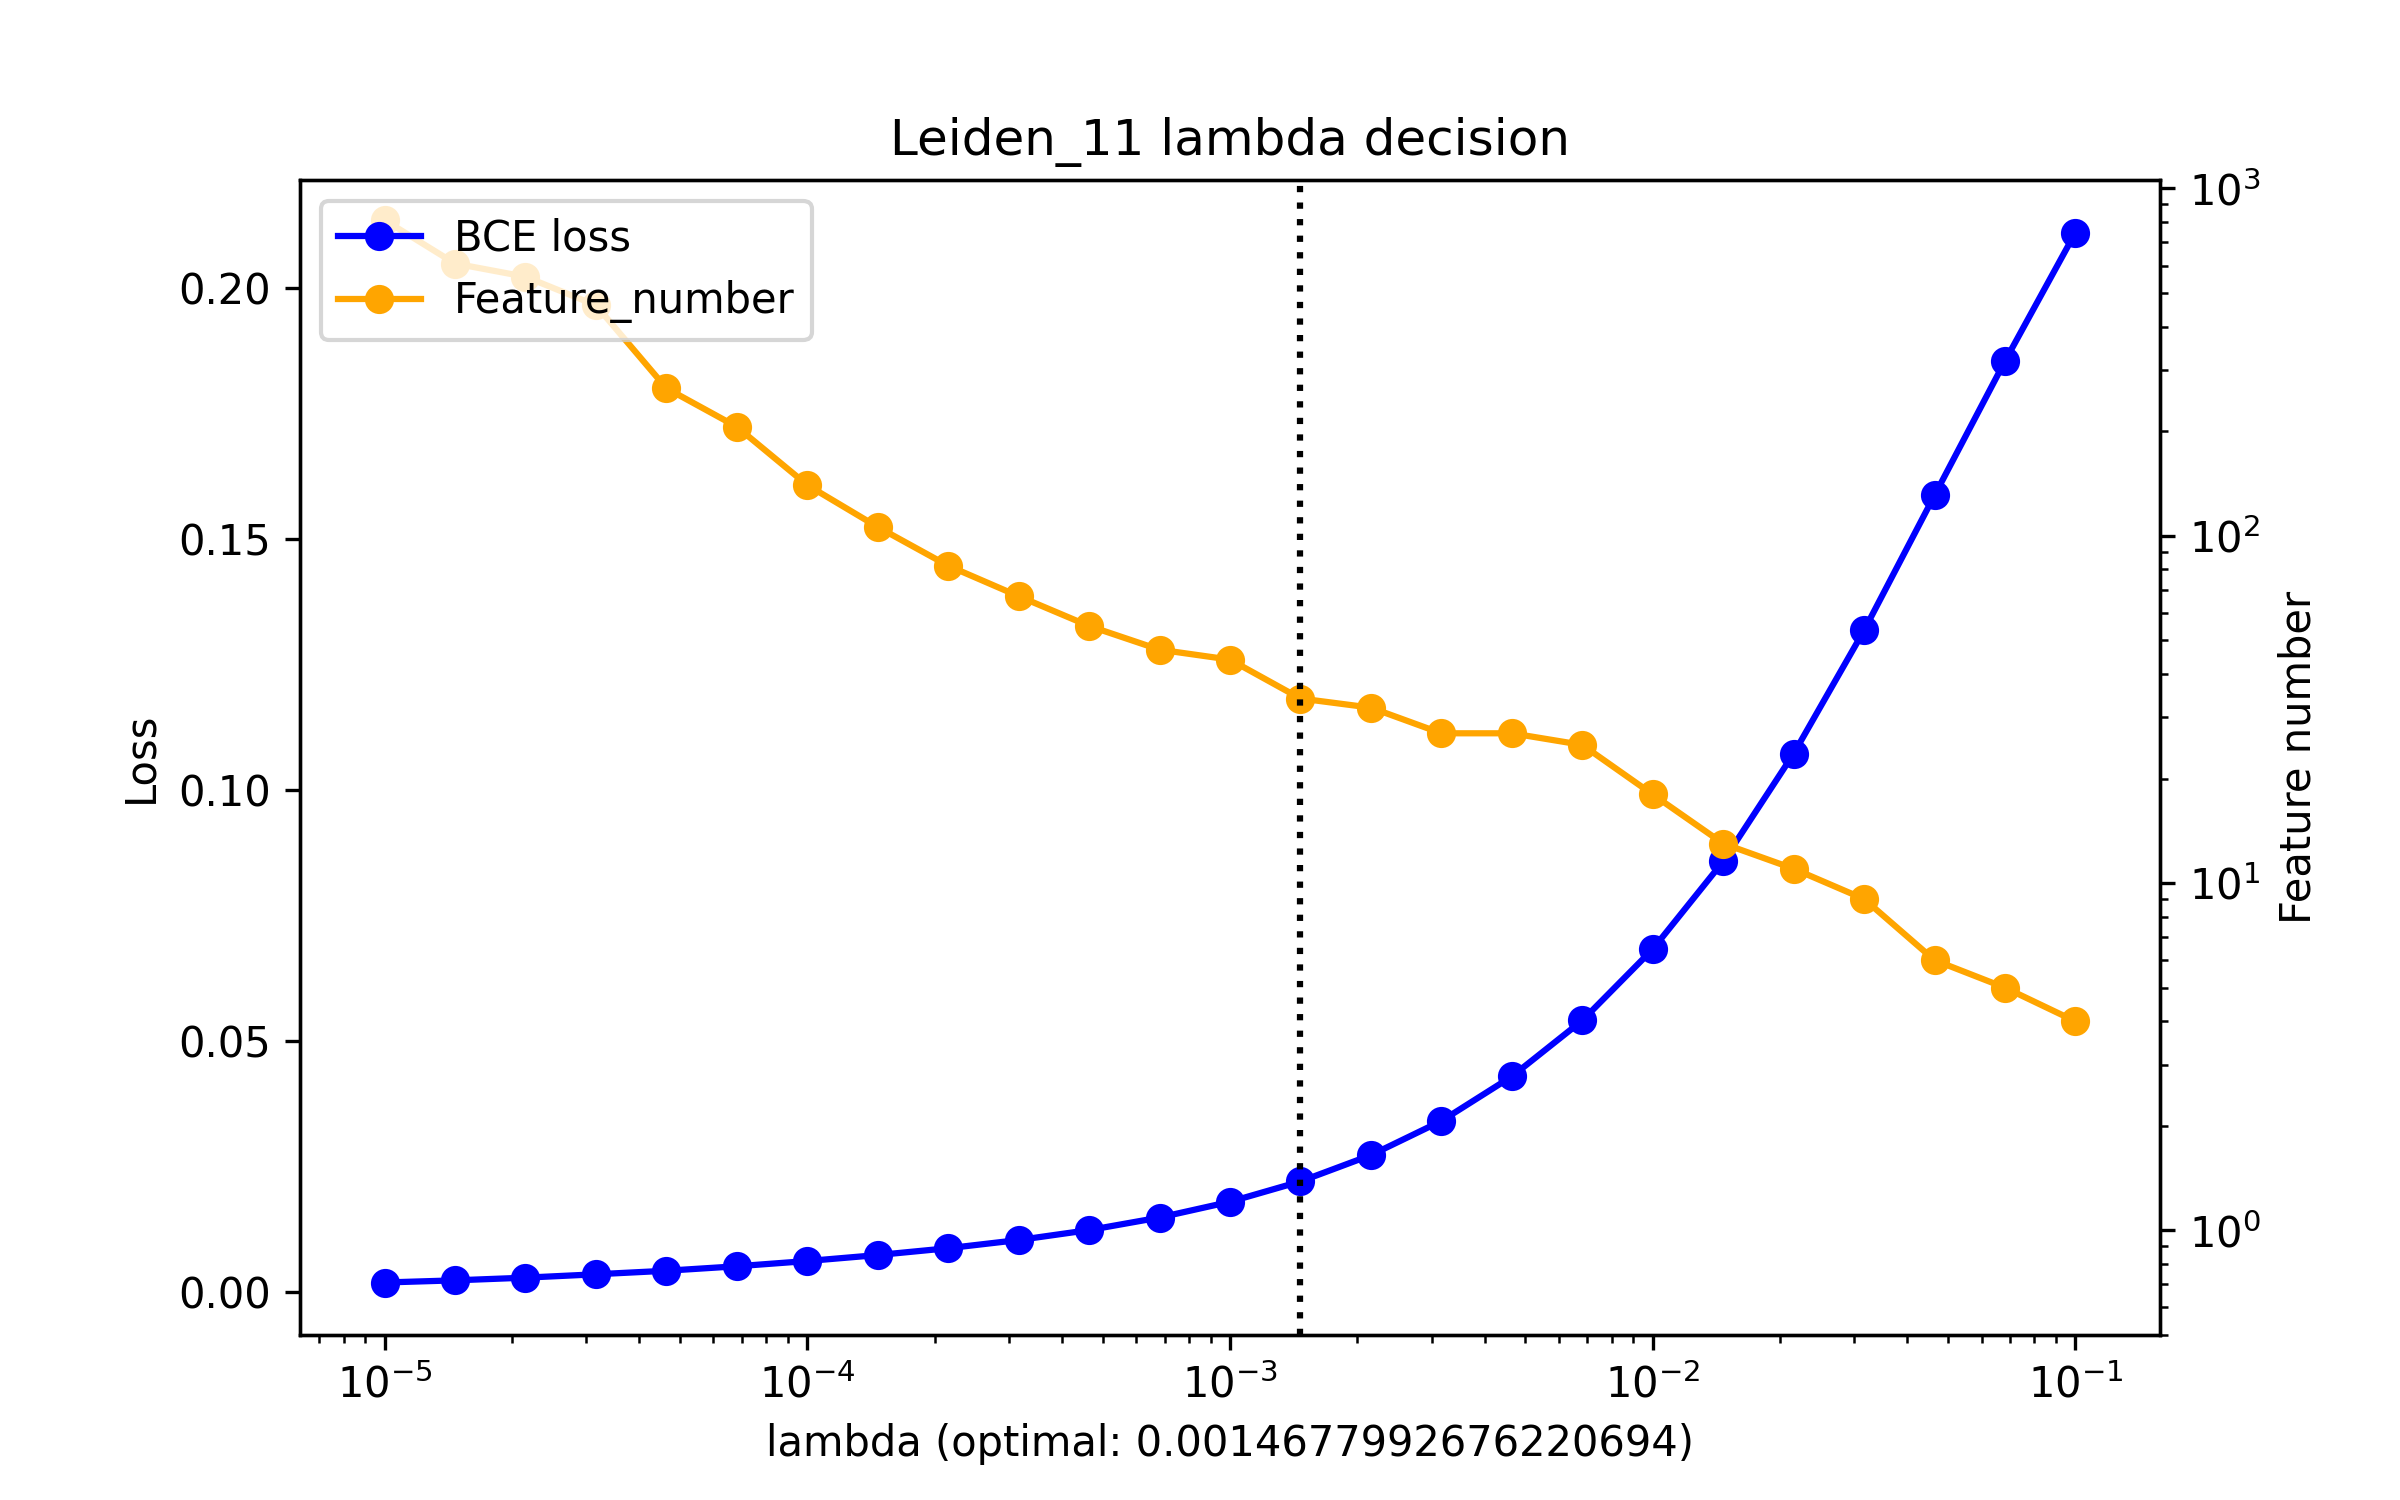 Leiden_11 lambda decision
BCE loss
Feature_number
Loss
0.20
0.15
0.10
0.05
0.00
10³
10²
10¹
10⁰
Feature number
10⁻⁵ 10⁻⁴ 10⁻³ 10⁻² 10⁻¹
lambda (optimal: 0.0014677992676220694)